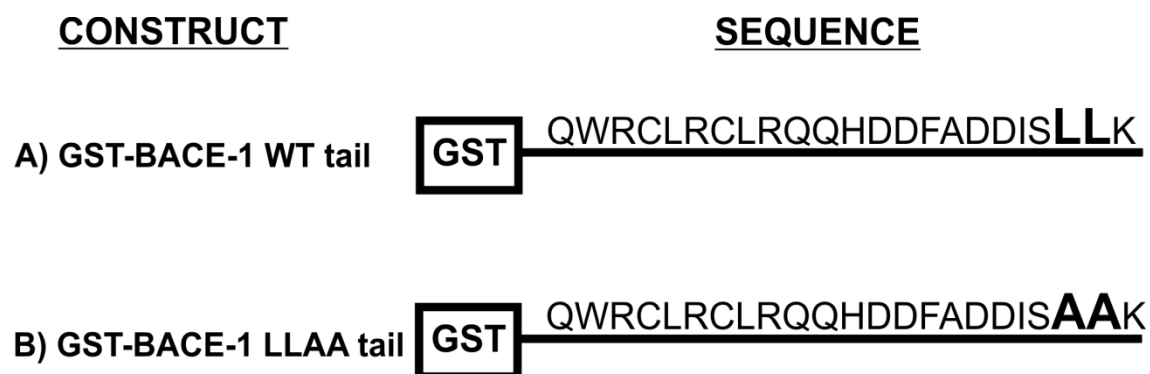 CONSTRUCT SEQUENCE
A) GST-BACE-1 WT tail GST QWRCLRCLRQQHDDFADDISLLK
B) GST-BACE-1 LLAA tail GST QWRCLRCLRQQHDDFADDISAAK